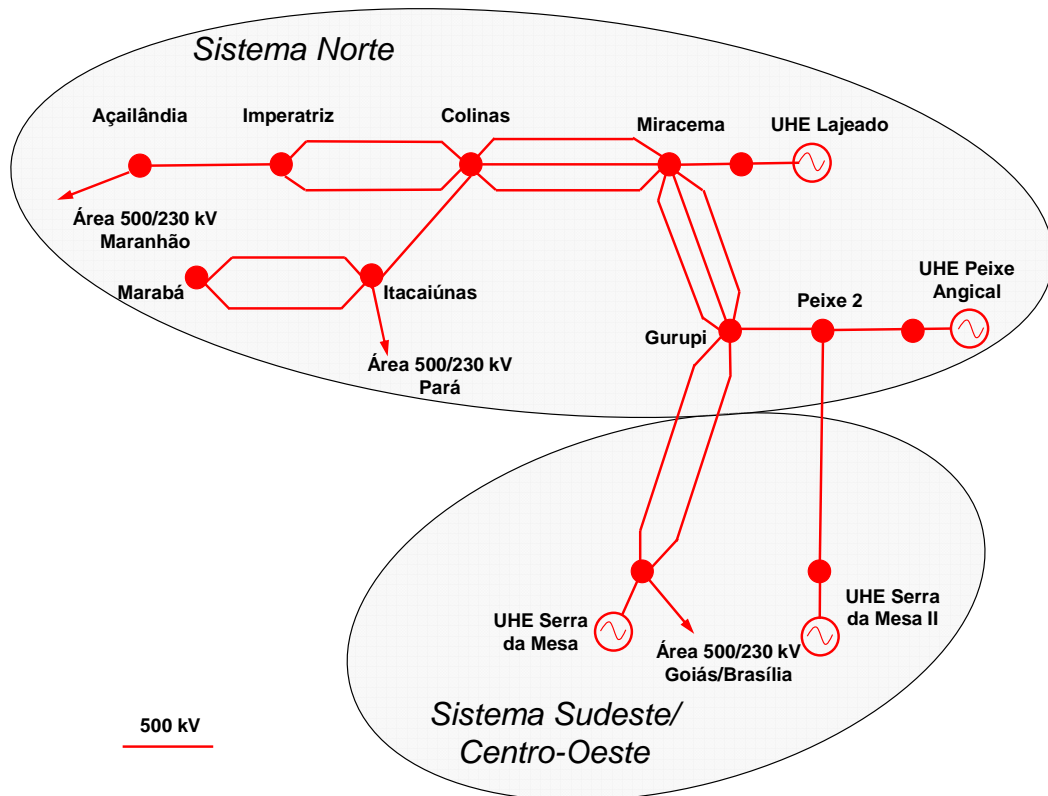 Sistema Norte
Açailândia
Imperatriz
Colinas
Miracema
UHE Lajeado
Área 500/230 kV
Maranhão
Marabá
Itacaiúnas
Área 500/230 kV
Pará
Gurupi
Peixe 2
UHE Peixe
Angical
UHE Serra
da Mesa
Área 500/230 kV
Goiás/Brasília
UHE Serra
da Mesa II
Sistema Sudeste/
Centro-Oeste
500 kV